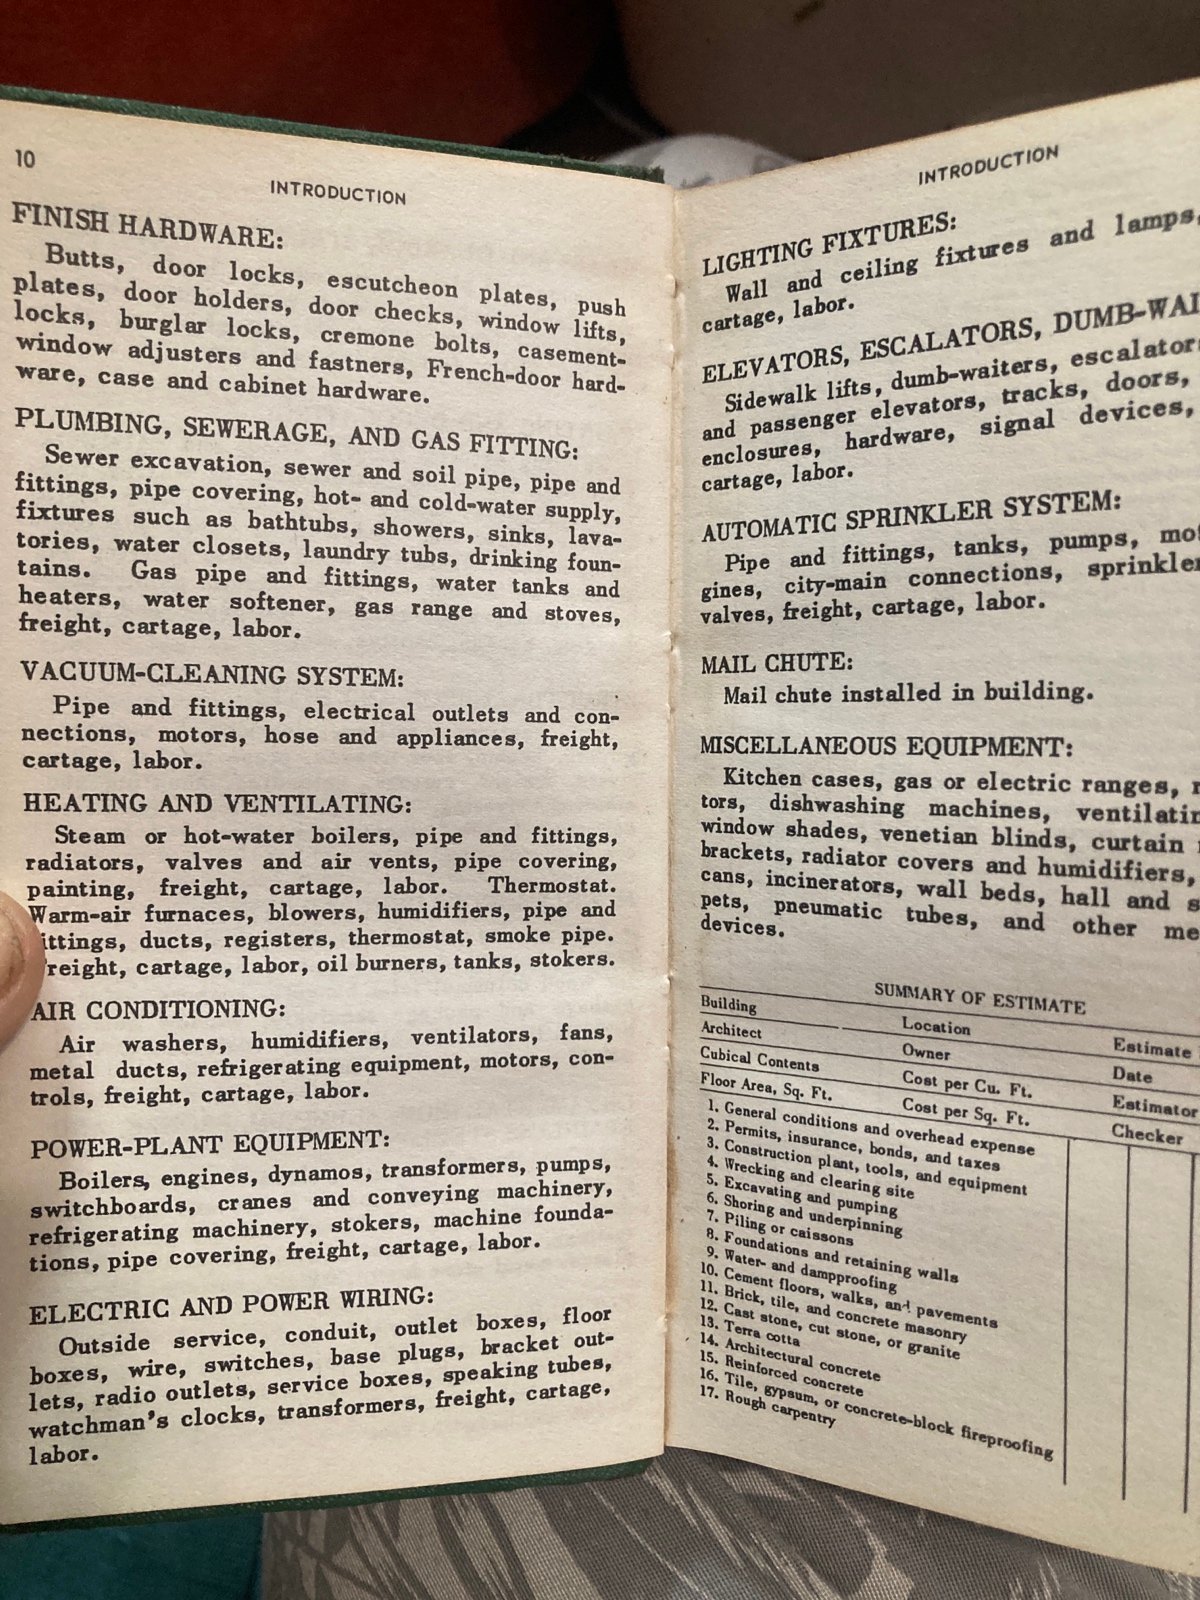 10
INTRODUCTION
FINISH HARDWARE:
Butts, door locks, escutcheon plates, push
plates, door holders, door checks, window lifts,
locks, burglar locks, cremone bolts, casement-
window adjusters and fastners, French-door hard-
ware, case and cabinet hardware.
PLUMBING, SEWERAGE, AND GAS FITTING:
Sewer excavation, sewer and soil pipe, pipe and
fittings, pipe covering, hot- and cold-water supply,
fixtures such as bathtubs, showers, sinks, lava-
tories, water closets, laundry tubs, drinking foun-
tains. Gas pipe and fittings, water tanks and
heaters, water softener, gas range and stoves,
freight, cartage, labor.
VACUUM-CLEANING SYSTEM:
Pipe and fittings, electrical outlets and con-
nections, motors, hose and appliances, freight,
cartage, labor.
HEATING AND VENTILATING:
Steam or hot-water boilers, pipe and fittings,
radiators, valves and air vents, pipe covering,
painting, freight, cartage, labor. Thermostat.
Warm-air furnaces, blowers, humidifiers, pipe and
ittings, ducts, registers, thermostat, smoke pipe.
reight, cartage, labor, oil burners, tanks, stokers.
AIR CONDITIONING:
Air washers, humidifiers, ventilators, fans,
metal ducts, refrigerating equipment, motors, con-
trols, freight, cartage, labor.
POWER-PLANT EQUIPMENT:
Boilers, engines, dynamos, transformers, pumps,
switchboards, cranes and conveying machinery,
refrigerating machinery, stokers, machine founda-
tions, pipe covering, freight, cartage, labor.
ELECTRIC AND POWER WIRING:
Outside service, conduit, outlet boxes, floor
boxes, wire, switches, base plugs, bracket out-
lets, radio outlets, service boxes, speaking tubes,
watchman's clocks, transformers, freight, cartage,
labor.
INTRODUCTION
LIGHTING FIXTURES:
Wall and ceiling fixtures and lamps,
cartage, labor.
ELEVATORS, ESCALATORS, DUMB-WAI
Sidewalk lifts, dumb-waiters, escalator
and passenger elevators, tracks, doors,
enclosures, hardware, signal devices,
cartage, labor.
AUTOMATIC SPRINKLER SYSTEM:
Pipe and fittings, tanks, pumps, mo
gines, city-main connections, sprinkler
valves, freight, cartage, labor.
MAIL CHUTE:
Mail chute installed in building.
MISCELLANEOUS EQUIPMENT:
Kitchen cases, gas or electric ranges,
tors, dishwashing machines, ventilatin
window shades, venetian blinds, curtain
brackets, radiator covers and humidifiers,
cans, incinerators, wall beds, hall and s
pets, pneumatic tubes, and other me
devices.
SUMMARY OF ESTIMATE
Building Location Estimate
Architect Owner Date
Cubical Contents Cost per Cu. Ft. Estimator
Floor Area, Sq. Ft. Cost per Sq. Ft. Checker
1. General conditions and overhead expense
2. Permits, insurance, bonds, and taxes
3. Construction plant, tools, and equipment
4. Wrecking and clearing site
5. Excavating and pumping
6. Shoring and underpinning
7. Piling or caissons
8. Foundations and retaining walls
9. Water- and dampproofing
10. Cement floors, walks, and pavements
11. Brick, tile, and concrete masonry
12. Cast stone, cut stone, or granite
13. Terra cotta
14. Architectural concrete
15. Reinforced concrete
16. Tile, gypsum, or concrete-block fireproofing
17. Rough carpentry